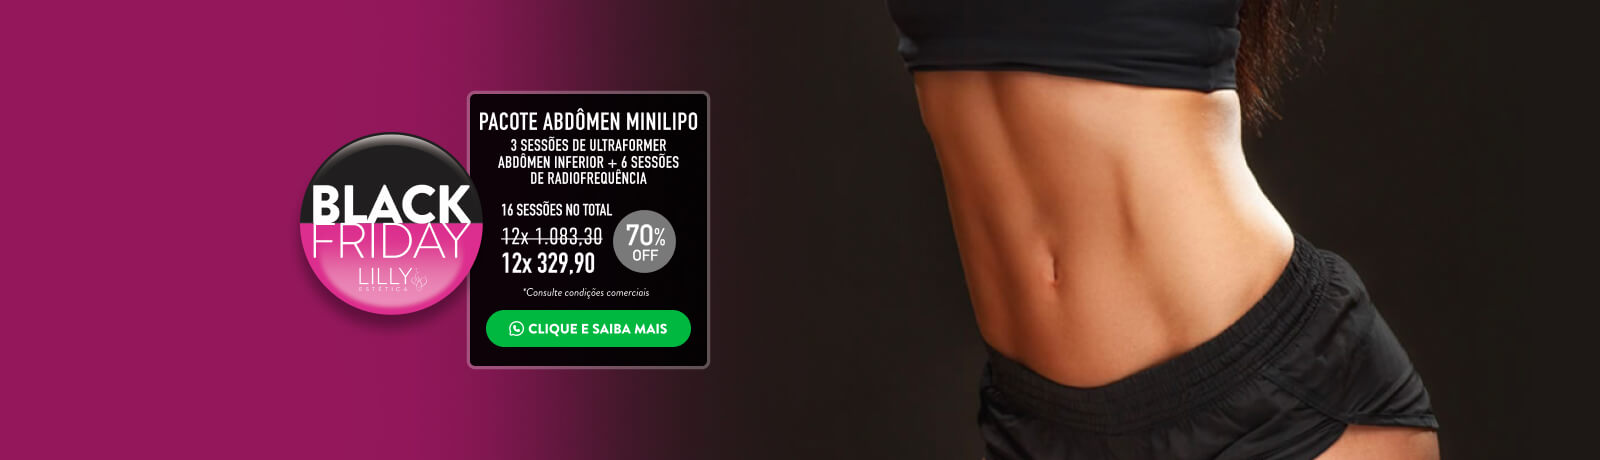 BLACK
FRIDAY
LILLY
ESTÉTICA
PACOTE ABDÔMEN MINILIPO
3 SESSÕES DE ULTRAFORMER
ABDÔMEN INFERIOR + 6 SESSÕES
DE RADIOFREQUÊNCIA
16 SESSÕES NO TOTAL
12x 1.083,30
12x 329,90
70%
OFF
*Consulte condições comerciais
CLIQUE E SAIBA MAIS